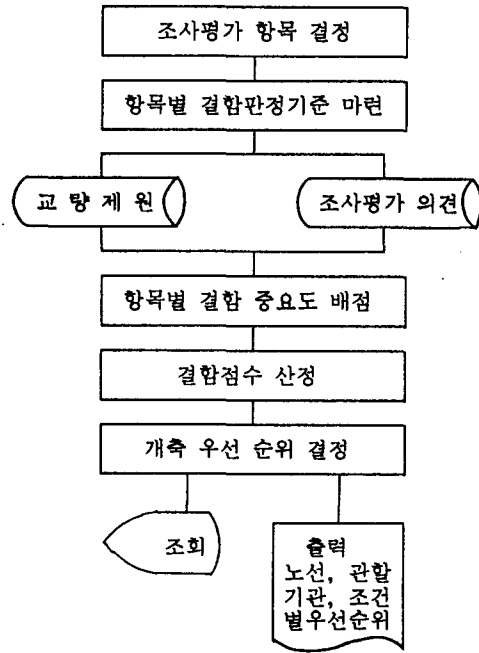 조사평가 항목 결정
항목별 결함판정기준 마련
교 량 제 원
조사평가 의견
항목별 결함 중요도 배점
결함점수 산정
개축 우선 순위 결정
조회
출력
노선, 관할
기관, 조건
별우선순위